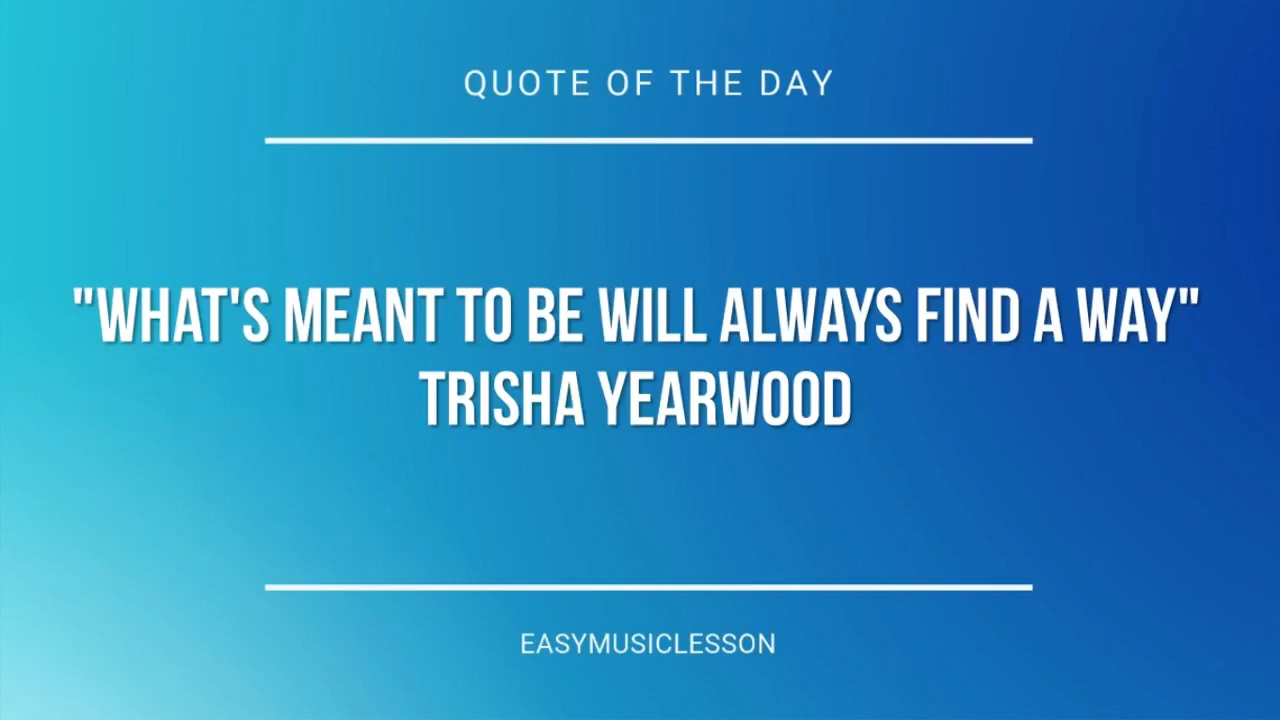 QUOTE OF THE DAY
"WHAT'S MEANT TO BE WILL ALWAYS FIND A WAY"
TRISHA YEARWOOD
EASYMUSICLESSON